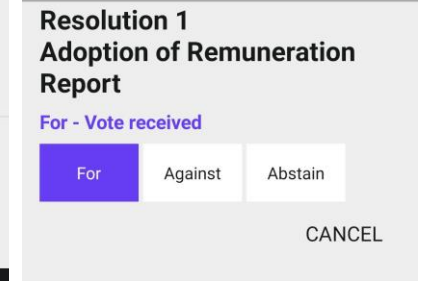 Resolution 1
Adoption of Remuneration
Report
For - Vote received
For Against Abstain
CANCEL